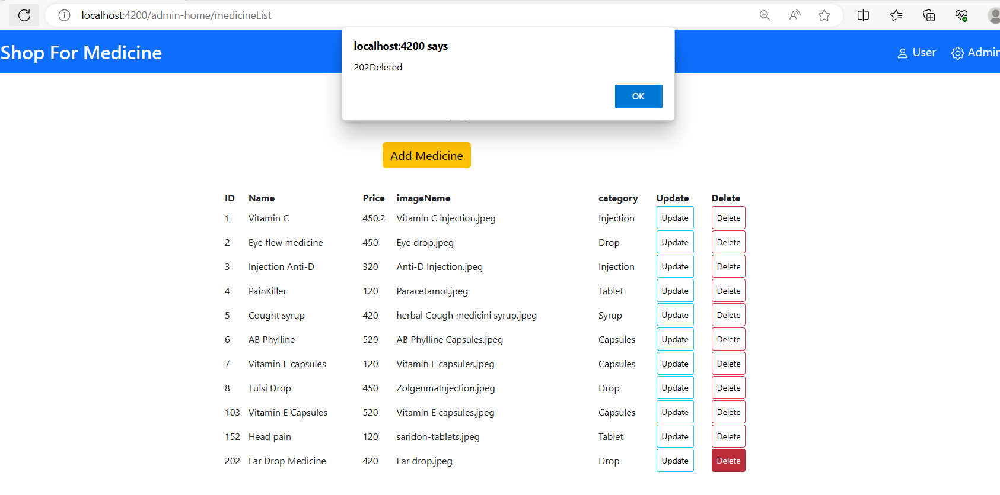 localhost:4200/admin-home/medicineList
Shop For Medicine
User
Admin
localhost:4200 says
202Deleted
OK
Add Medicine
ID Name Price imageName category Update Delete
1 Vitamin C 450.2 Vitamin C injection.jpeg Injection Update Delete
2 Eye flew medicine 450 Eye drop.jpeg Drop Update Delete
3 Injection Anti-D 320 Anti-D Injection.jpeg Injection Update Delete
4 PainKiller 120 Paracetamol.jpeg Tablet Update Delete
5 Cought syrup 420 herbal Cough medicini syrup.jpeg Syrup Update Delete
6 AB Phylline 520 AB Phylline Capsules.jpeg Capsules Update Delete
7 Vitamin E capsules 120 Vitamin E capsules.jpeg Capsules Update Delete
8 Tulsi Drop 450 ZolgenmaInjection.jpeg Drop Update Delete
103 Vitamin E Capsules 520 Vitamin E capsules.jpeg Capsules Update Delete
152 Head pain 120 saridon-tablets.jpeg Tablet Update Delete
202 Ear Drop Medicine 420 Ear drop.jpeg Drop Update Delete